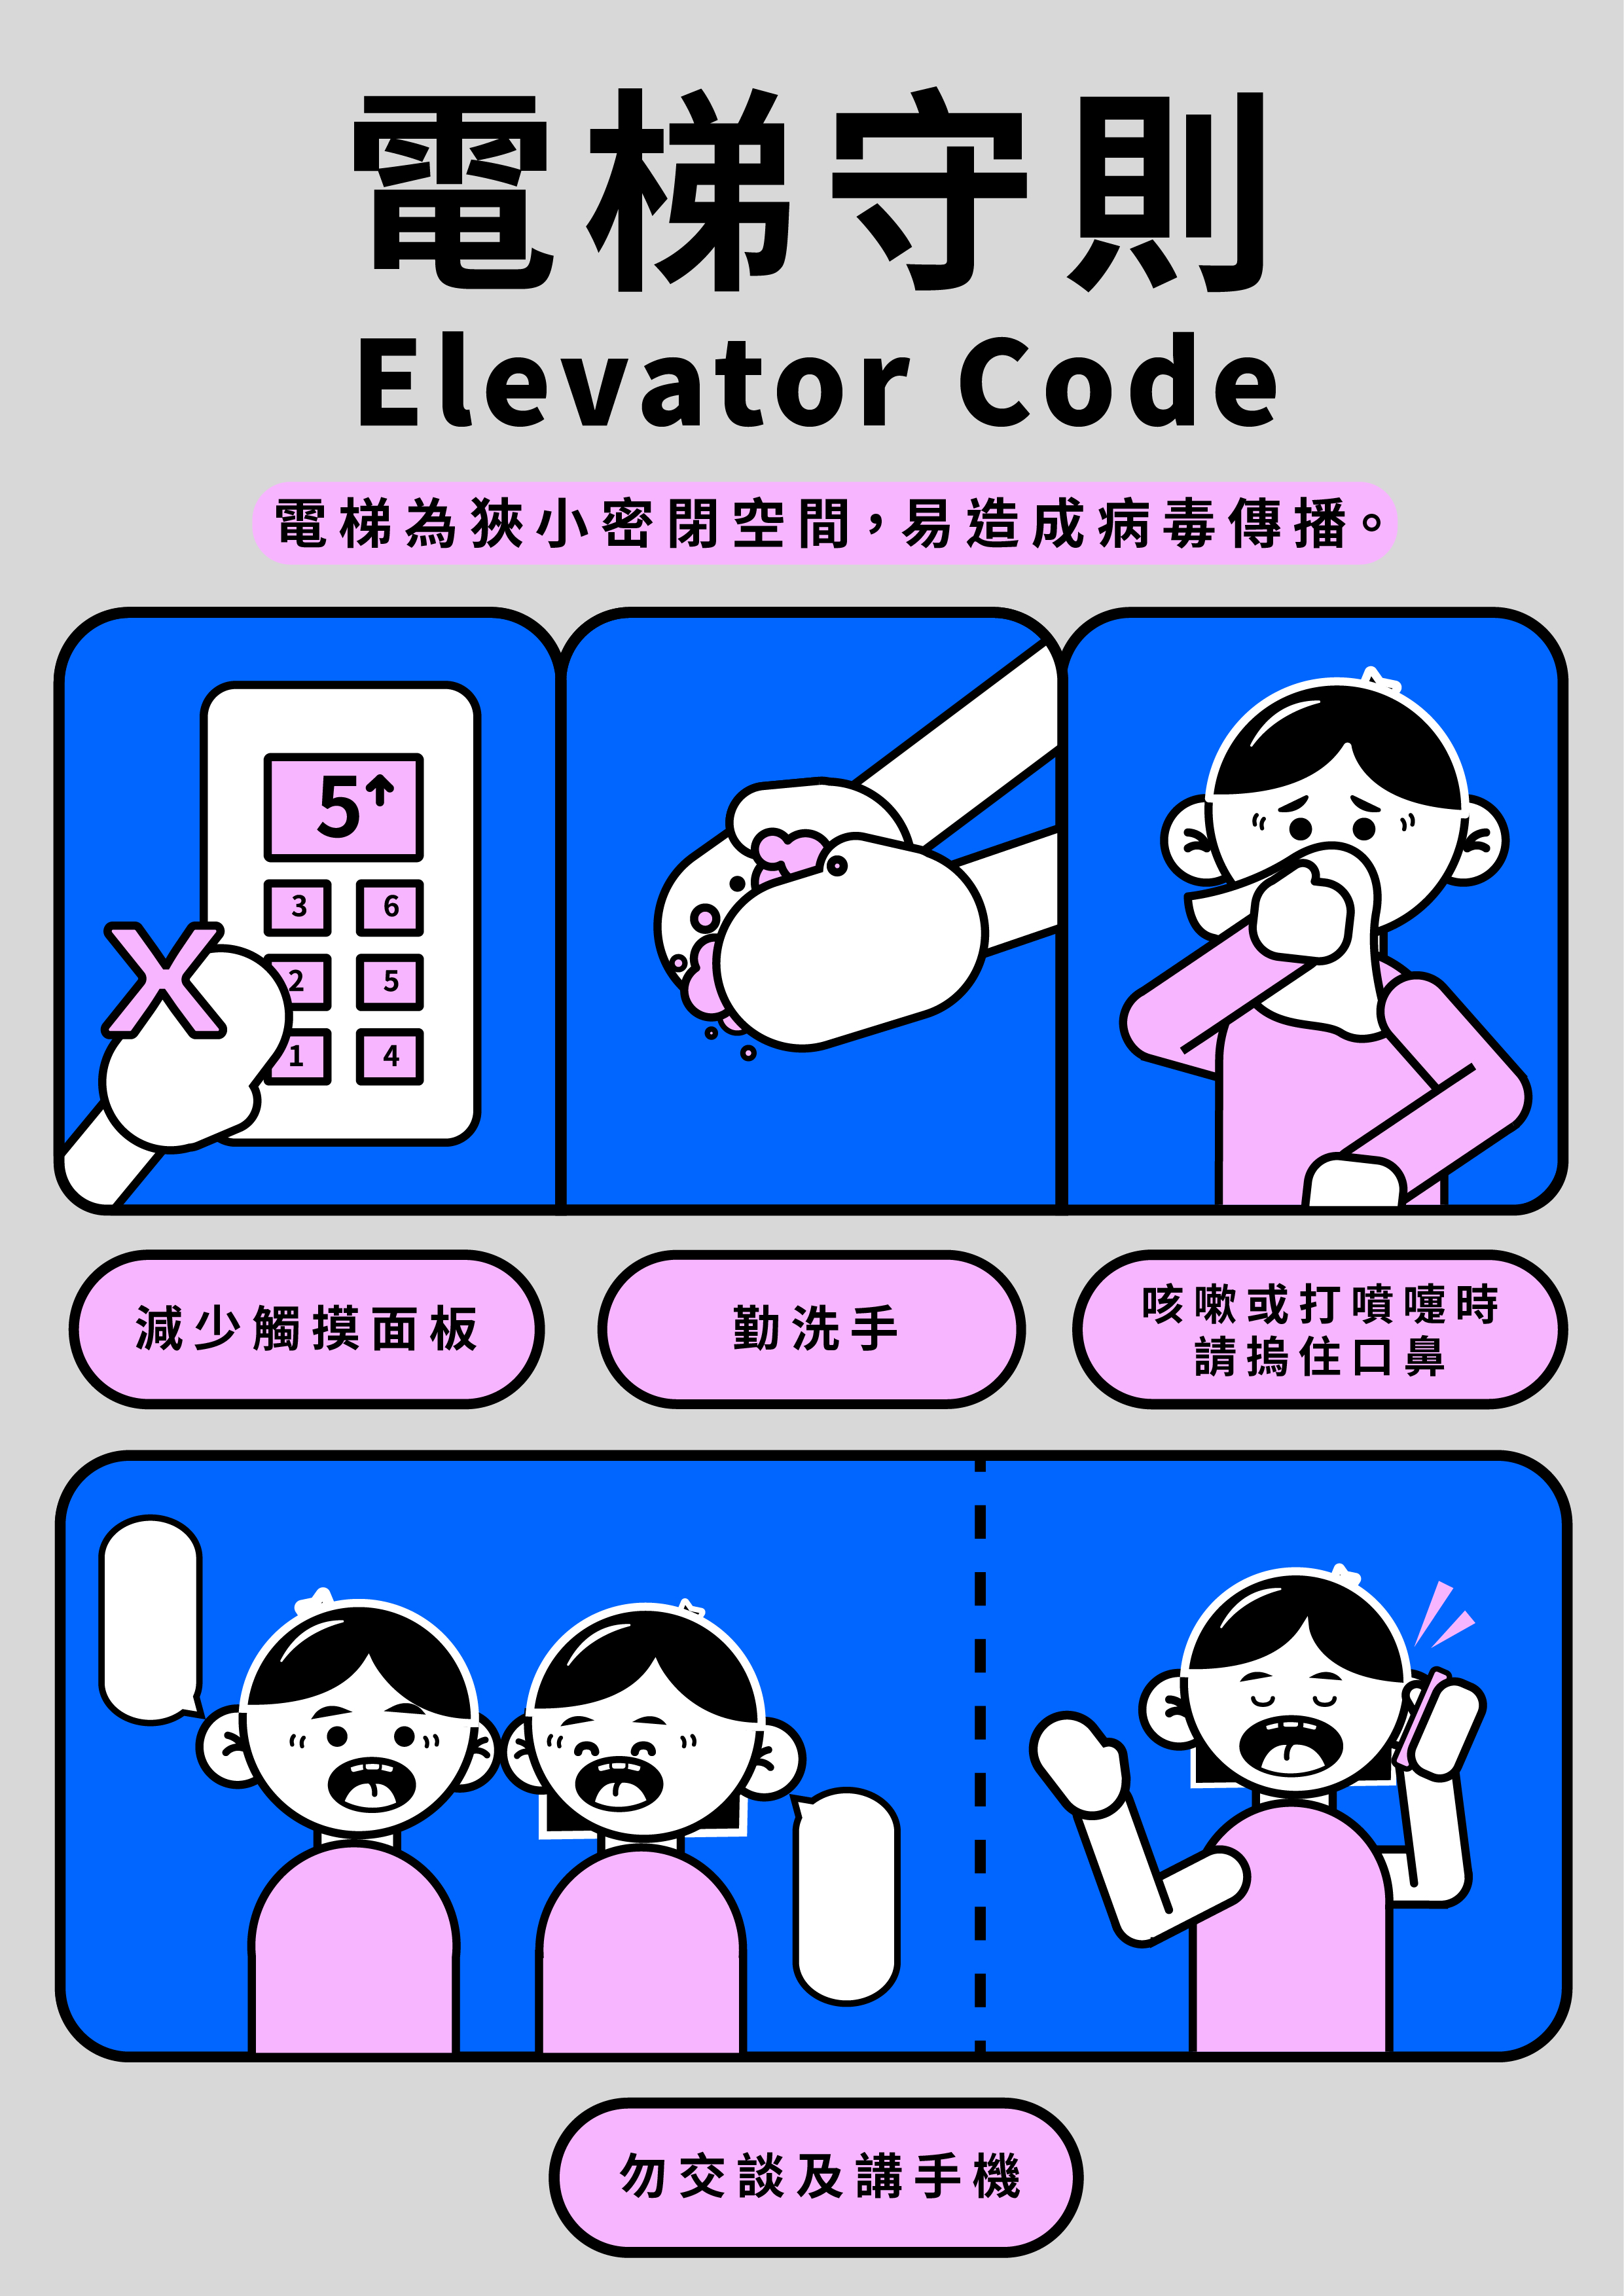 電梯守則
Elevator Code
電梯為狹小密閉空間，易造成病毒傳播。
5↑
3 6
2 5
1 4
X
減少觸摸面板
勤洗手
咳嗽或打噴嚏時
請摀住口鼻
勿交談及講手機